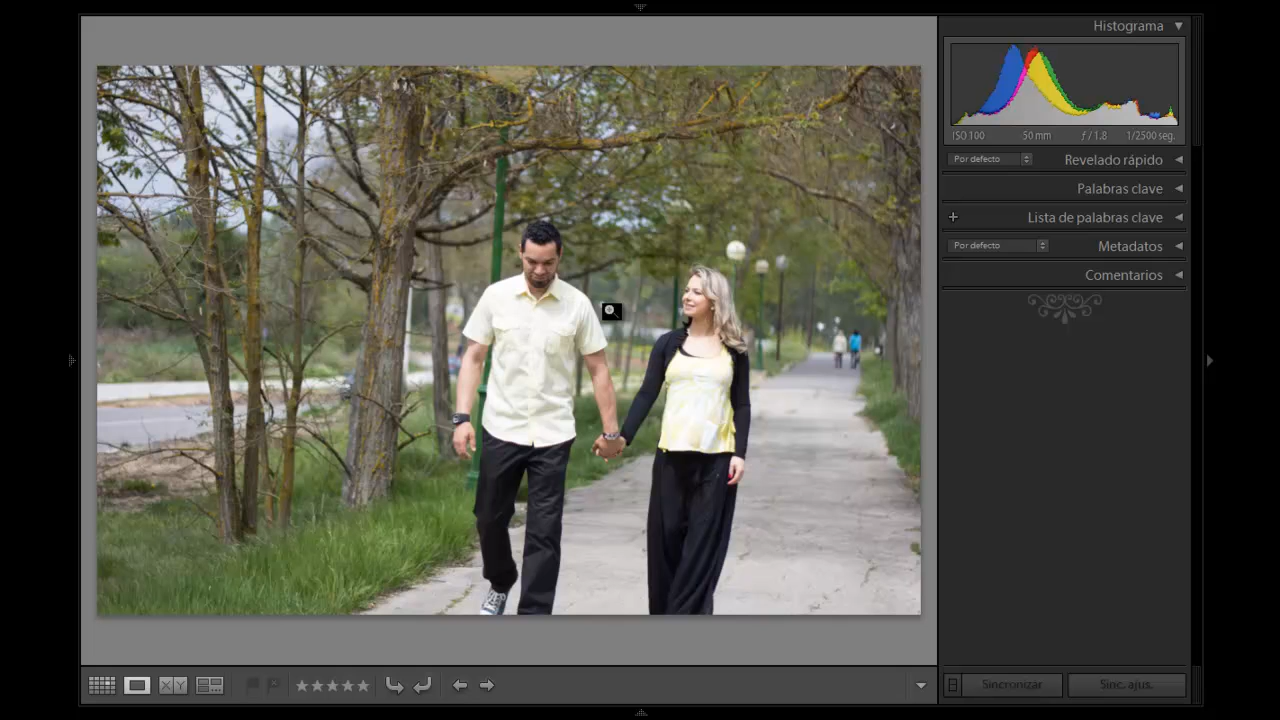 Histograma
ISO 100 50 mm ƒ / 1.8 1/2500 seg.
Por defecto Revelado rápido
Palabras clave
+ Lista de palabras clave
Por defecto Metadatos
Comentarios
X Y
Sincronizar Sinc. ajus.